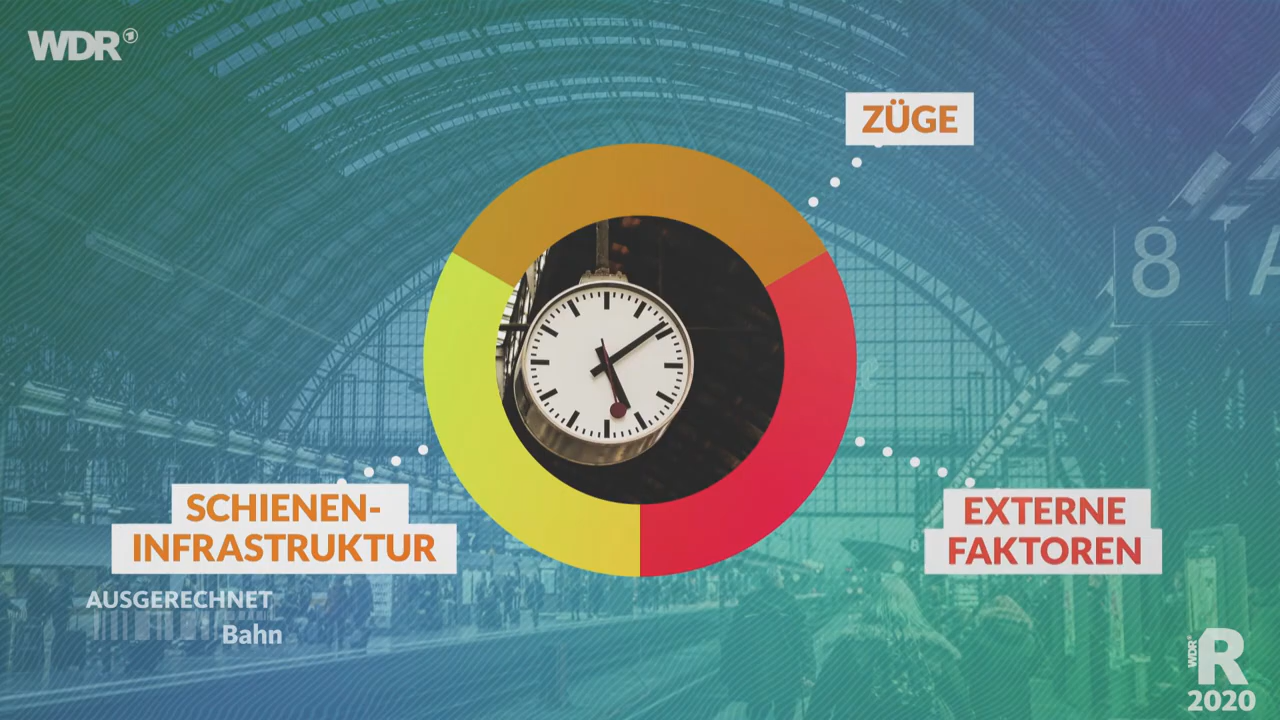 WDR
ZÜGE
8 A
SCHIENEN-
INFRASTRUKTUR
EXTERNE
FAKTOREN
AUSGERECHNET
Bahn
WDR R
2020